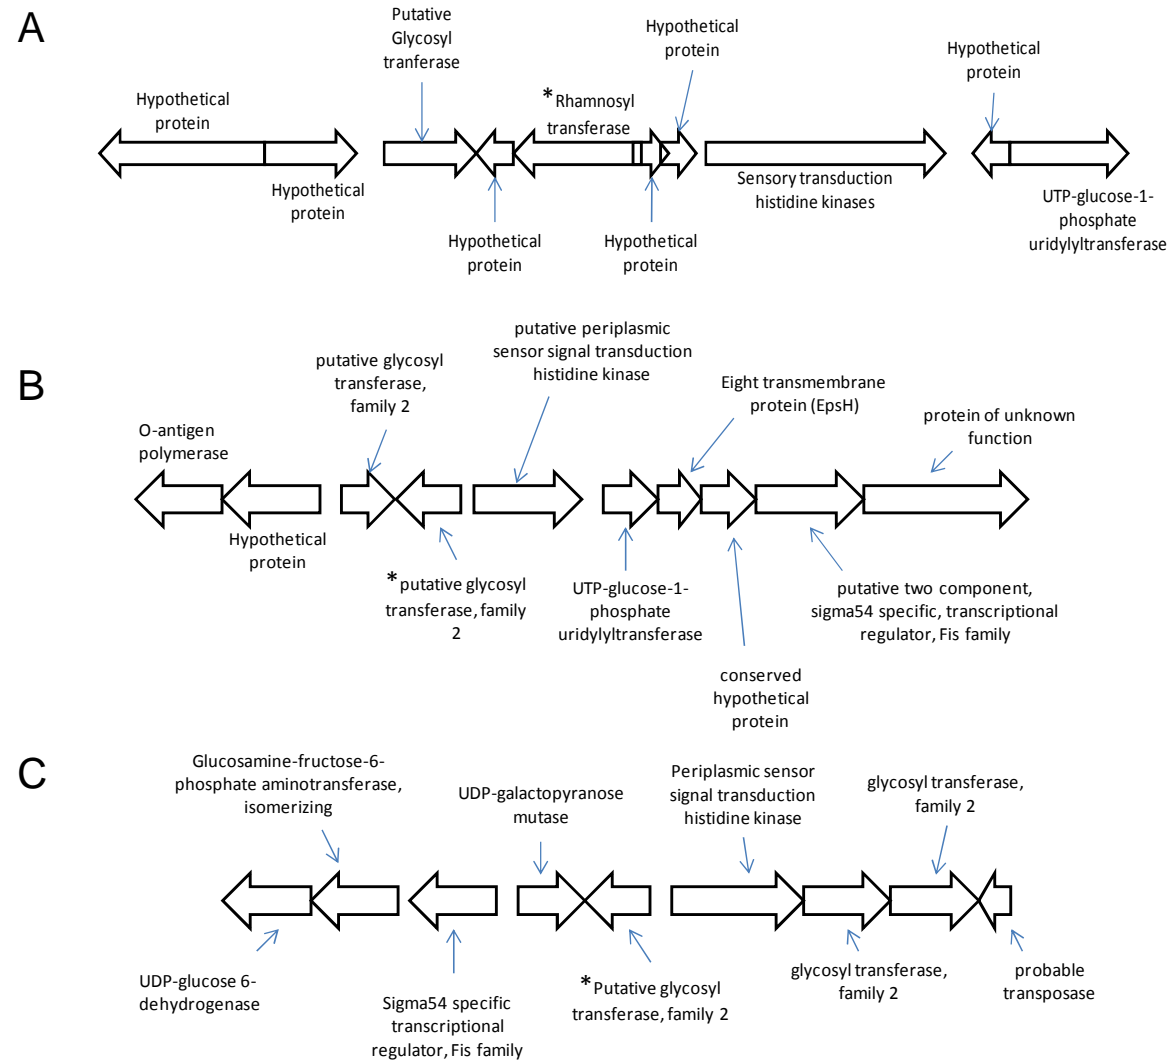 A
Putative
Glycosyl
tranferase
Hypothetical
protein
Hypothetical
protein
Hypothetical
protein
*Rhamnosyl
transferase
Hypothetical
protein
Sensory transduction
histidine kinases
UTP-glucose-1-
phosphate
uridylyltransferase
Hypothetical
protein
Hypothetical
protein
B
putative periplasmic
sensor signal transduction
histidine kinase
putative glycosyl
transferase,
family 2
Eight transmembrane
protein (EpsH)
protein of unknown
function
O-antigen
polymerase
Hypothetical
protein
*putative glycosyl
transferase, family
2
UTP-glucose-1-
phosphate
uridylyltransferase
putative two component,
sigma54 specific, transcriptional
regulator, Fis family
conserved
hypothetical
protein
C
Glucosamine-fructose-6-
phosphate aminotransferase,
isomerizing
UDP-galactopyranose
mutase
Periplasmic sensor
signal transduction
histidine kinase
glycosyl transferase,
family 2
UDP-glucose 6-
dehydrogenase
Sigma54 specific
transcriptional
regulator, Fis family
*Putative glycosyl
transferase, family 2
glycosyl transferase,
family 2
probable
transposase